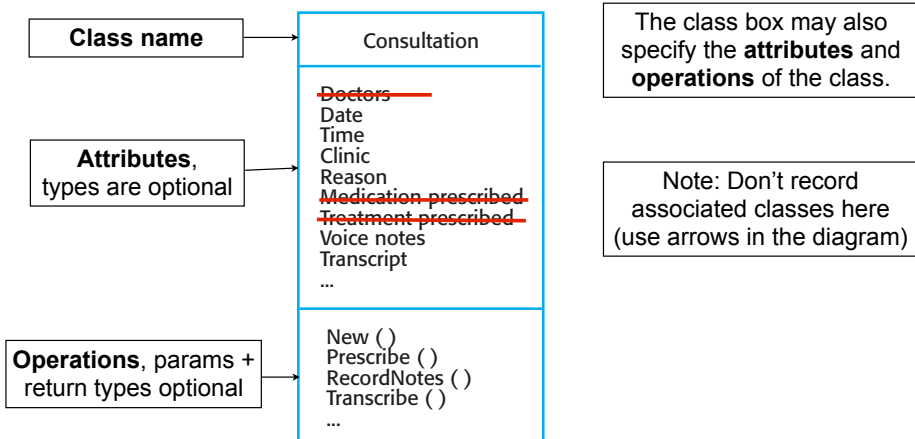 Class name
Consultation
The class box may also
specify the attributes and
operations of the class.
Attributes,
types are optional
Doctors
Date
Time
Clinic
Reason
Medication prescribed
Treatment prescribed
Voice notes
Transcript
...
Note: Don't record
associated classes here
(use arrows in the diagram)
Operations, params +
return types optional
New ( )
Prescribe ( )
RecordNotes ( )
Transcribe ( )
...